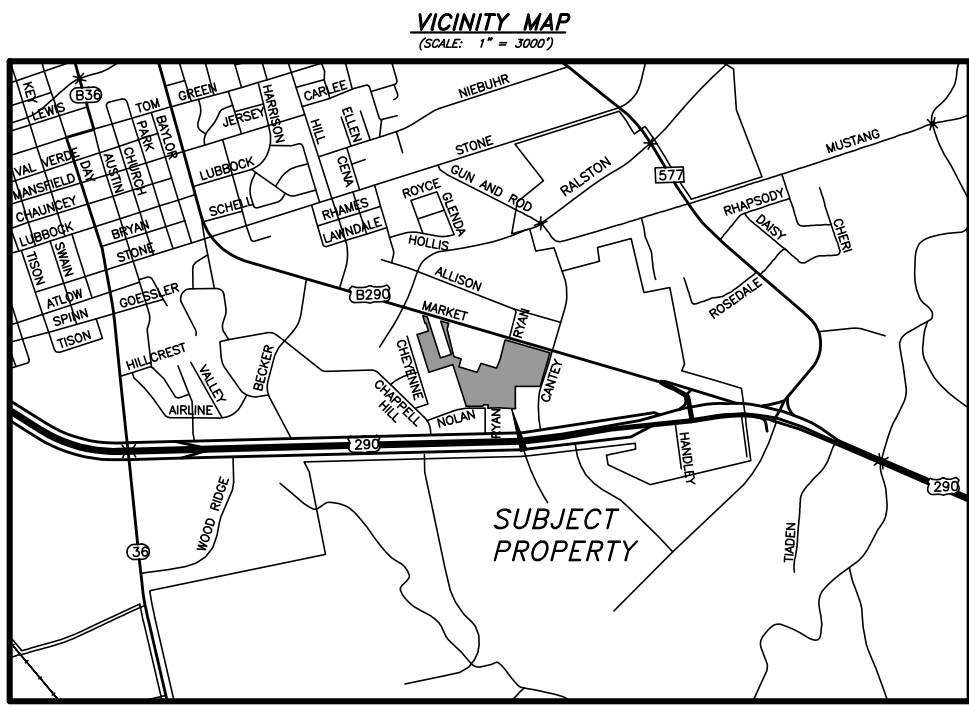 VICINITY MAP
(SCALE: 1" = 3000')
KEY
LEWIS
B36
TOM
GREEN
JERSEY
HARRISON
CARLEE
HILL
ELLEN
NIEBUHR
STONE
MUSTANG
VAL VERDE
MANSFIELD
CHAUNCEY
LUBBOCK
DAY
AUSTIN
CHURCH
PARK
BAYLOR
LUBBOCK
CENA
SCHELL
RHAMES
LAWNDALE
ROYCE
GLENDA
GUN AND ROD
RALSTON
577
RHAPSODY
DAISY
CHERI
HOLLIS
BRYAN
STONE
TISON
SWAIN
ATLOW
SPINN
TISON
GOESSLER
ALLISON
B290
MARKET
RYAN
ROSEDALE
HILLCREST
VALLEY
AIRLINE
BECKER
CHEYENNE
CHAPPELL
HILL
NOLAN
RYAN
CANTEY
290
HANDLEY
290
WOOD RIDGE
36
SUBJECT
PROPERTY
TIADEN